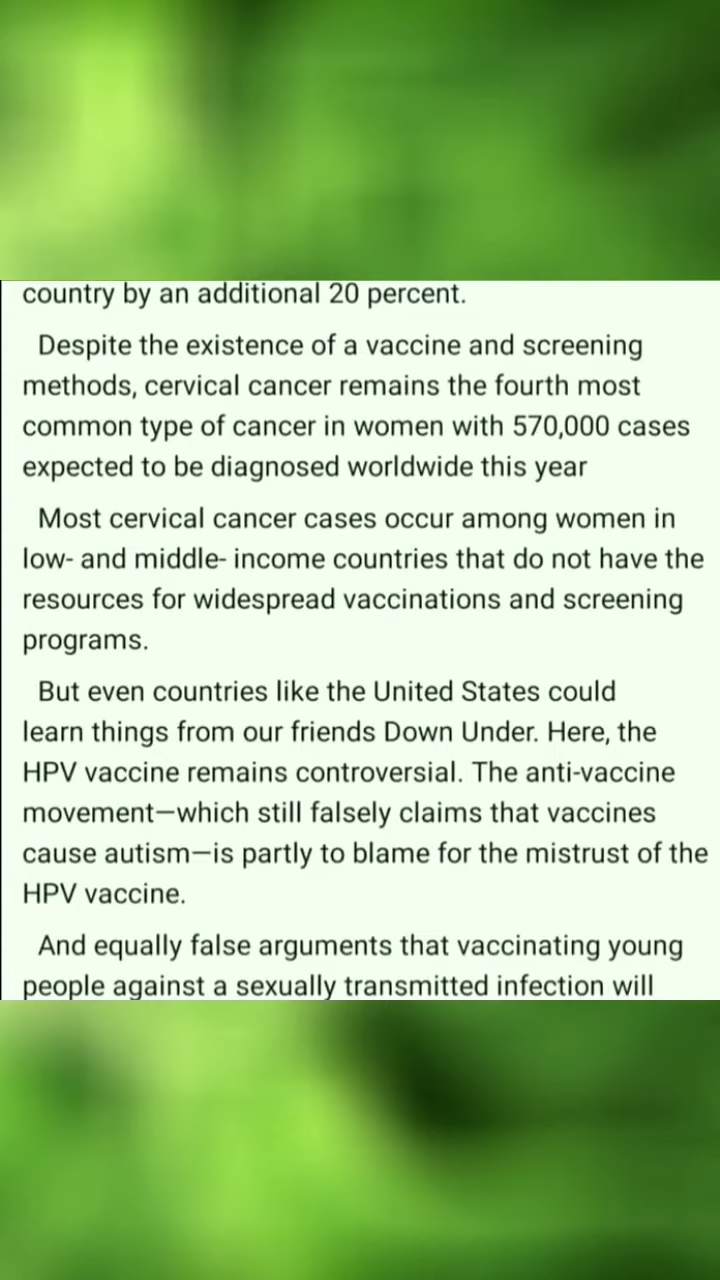 country by an additional 20 percent.
Despite the existence of a vaccine and screening
methods, cervical cancer remains the fourth most
common type of cancer in women with 570,000 cases
expected to be diagnosed worldwide this year
Most cervical cancer cases occur among women in
low- and middle- income countries that do not have the
resources for widespread vaccinations and screening
programs.
But even countries like the United States could
learn things from our friends Down Under. Here, the
HPV vaccine remains controversial. The anti-vaccine
movement—which still falsely claims that vaccines
cause autism—is partly to blame for the mistrust of the
HPV vaccine.
And equally false arguments that vaccinating young
people against a sexually transmitted infection will